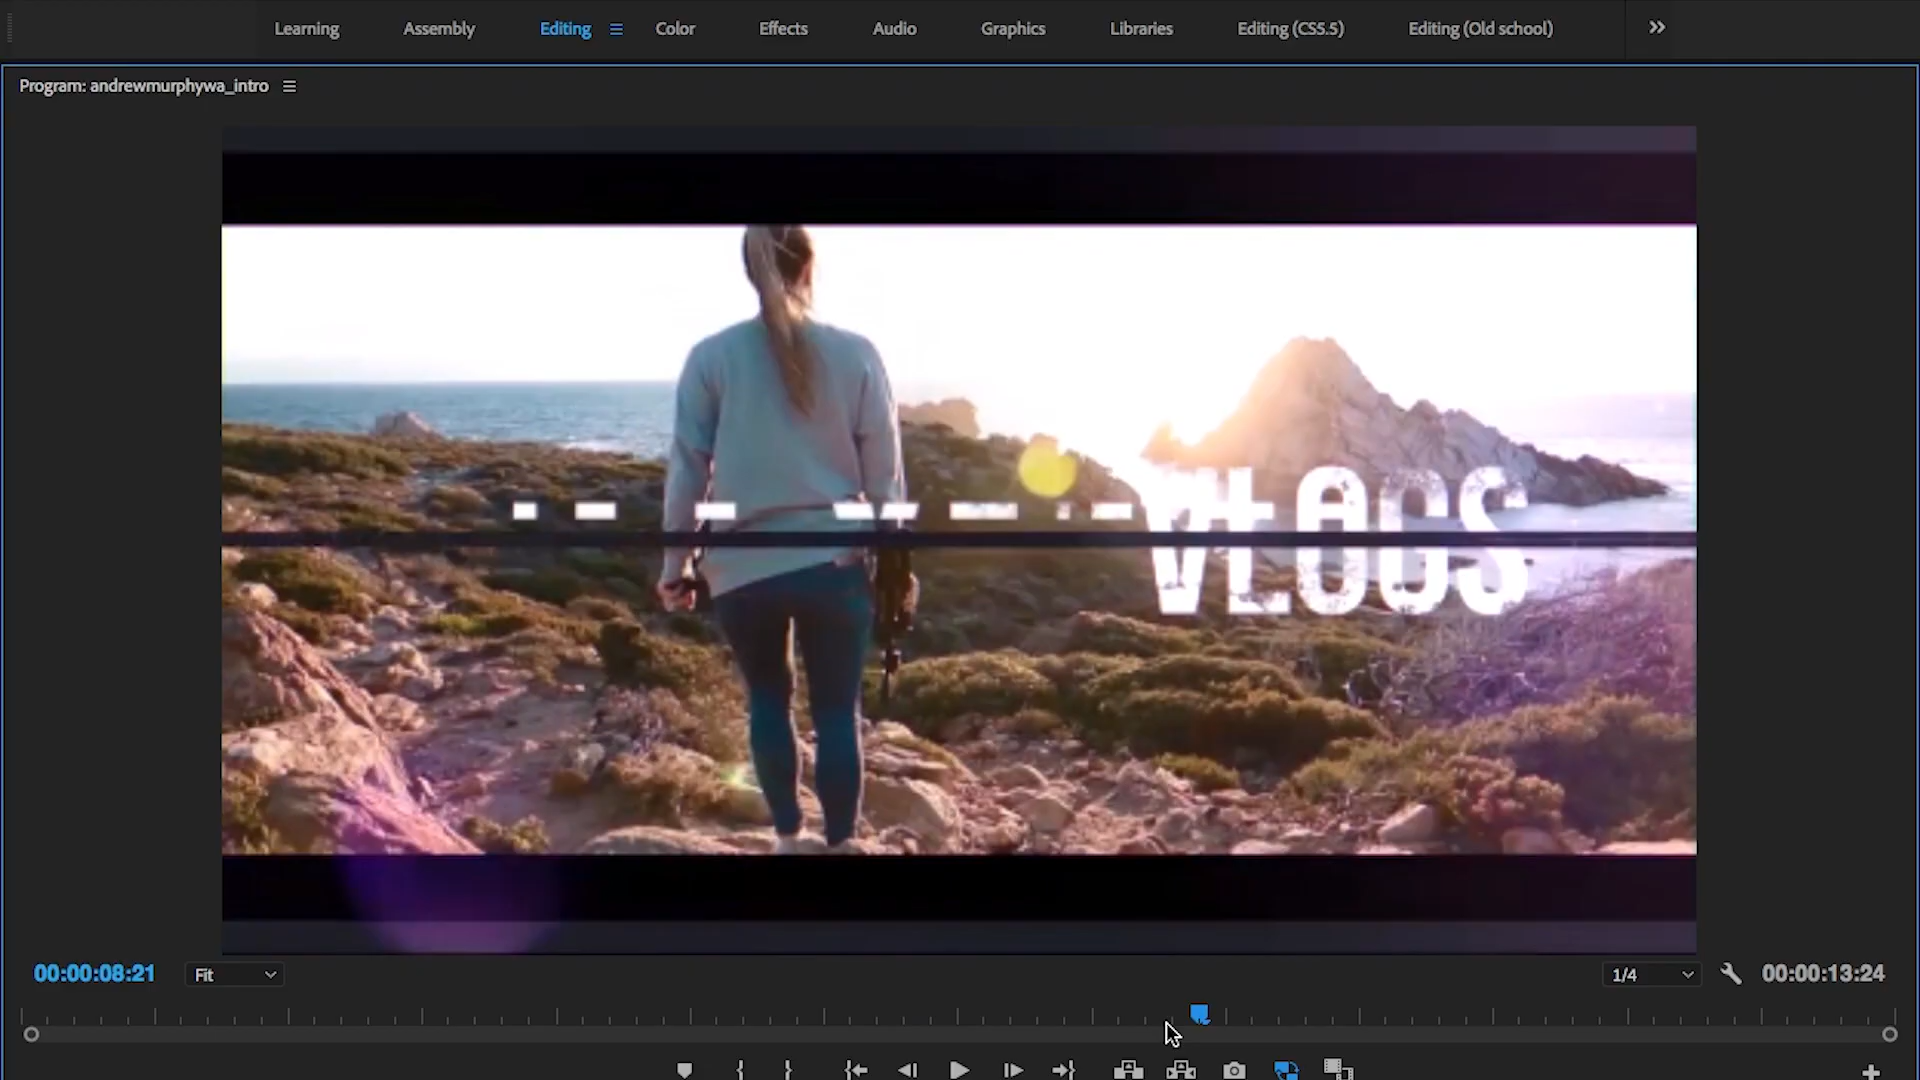 Learning Assembly Editing Color Effects Audio Graphics Libraries Editing (CS5.5) Editing (Old school)
Program: andrewmurphywa_intro
VLOGS
00:00:08:21 Fit 1/4 00:00:13:24